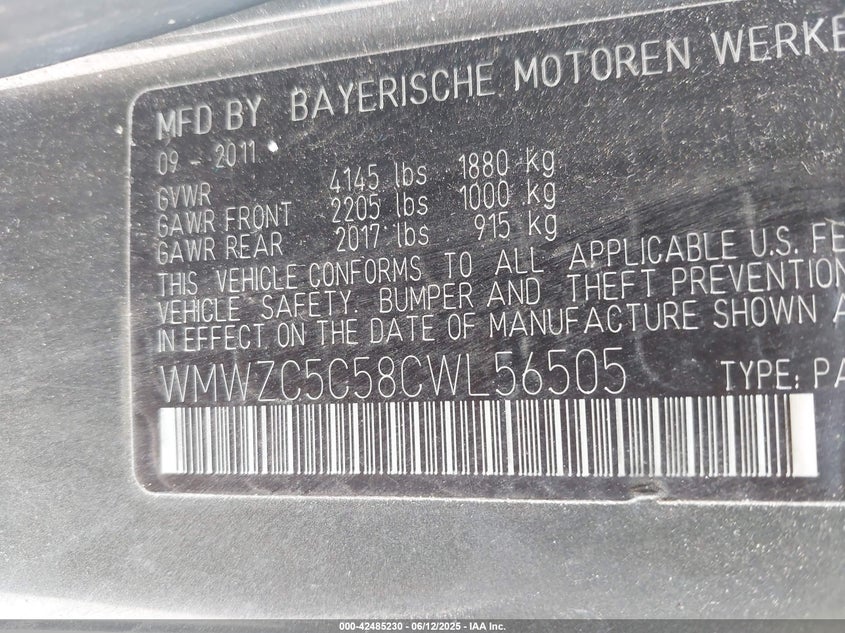 MFD BY BAYERISCHE MOTOREN WERKE
09 - 2011
GVWR 4145 lbs 1880 kg
GAWR FRONT 2205 lbs 1000 kg
GAWR REAR 2017 lbs 915 kg
THIS VEHICLE CONFORMS TO ALL APPLICABLE U.S. FE
VEHICLE SAFETY. BUMPER AND THEFT PREVENTION
IN EFFECT ON THE DATE OF MANUFACTURE SHOWN A
WMWZC5C58CWL56505 TYPE: PA
000-42485230 - 06/12/2025 - IAA Inc.